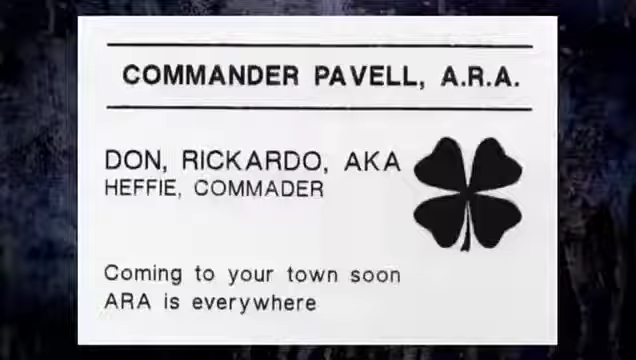 COMMANDER PAVELL, A.R.A.
DON, RICKARDO, AKA
HEFFIE, COMMADER
Coming to your town soon
ARA is everywhere